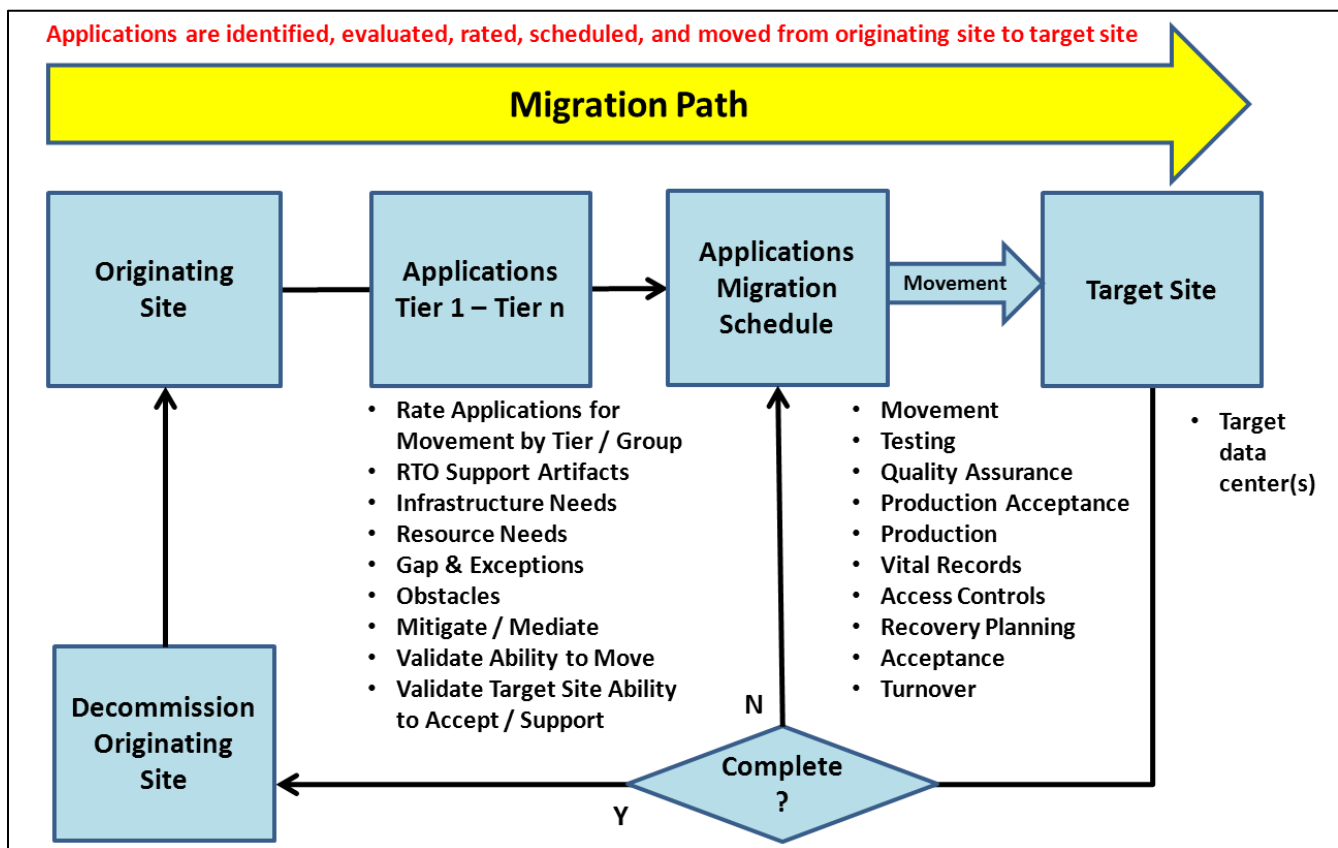 Applications are identified, evaluated, rated, scheduled, and moved from originating site to target site
Migration Path
Originating
Site
Applications
Tier 1 – Tier n
Applications
Migration
Schedule
Movement
Target Site
• Rate Applications for
Movement by Tier / Group
• RTO Support Artifacts
• Infrastructure Needs
• Resource Needs
• Gap & Exceptions
• Obstacles
• Mitigate / Mediate
• Validate Ability to Move
• Validate Target Site Ability
to Accept / Support
• Movement
• Testing
• Quality Assurance
• Production Acceptance
• Production
• Vital Records
• Access Controls
• Recovery Planning
• Acceptance
• Turnover
• Target
data
center(s)
Decommission
Originating
Site
N
Complete
?
Y